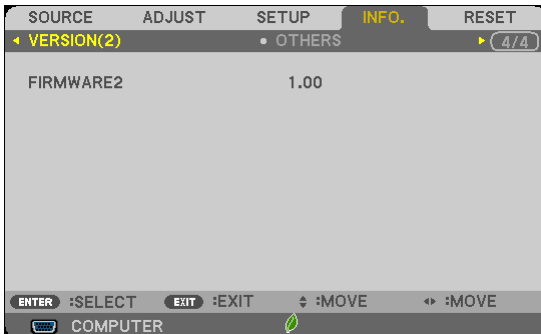 SOURCE ADJUST SETUP INFO. RESET
VERSION(2) • OTHERS 4/4
FIRMWARE2 1.00
ENTER :SELECT EXIT :EXIT :MOVE :MOVE
COMPUTER